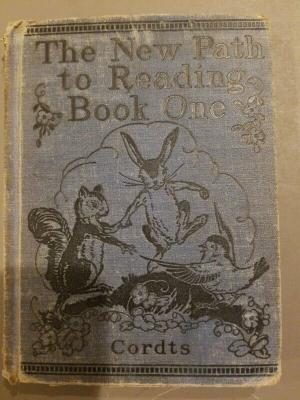 The New Path
to Reading
Book One
Cordts